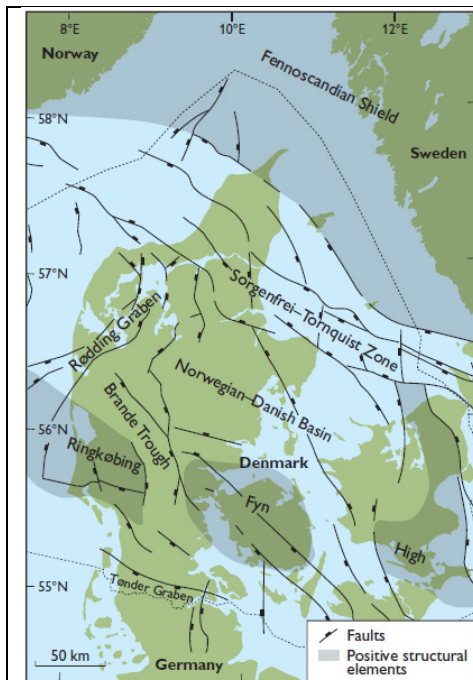 8°E
10°E
12°E
Norway
Fennoscandian Shield
58°N
Sweden
57°N
Sorgenfrei–Tornquist Zone
Rødding Graben
Norwegian–Danish Basin
Brande Trough
56°N
Ringkøbing
Denmark
Fyn
High
55°N
Tønder Graben
Faults
Positive structural
elements
50 km
Germany